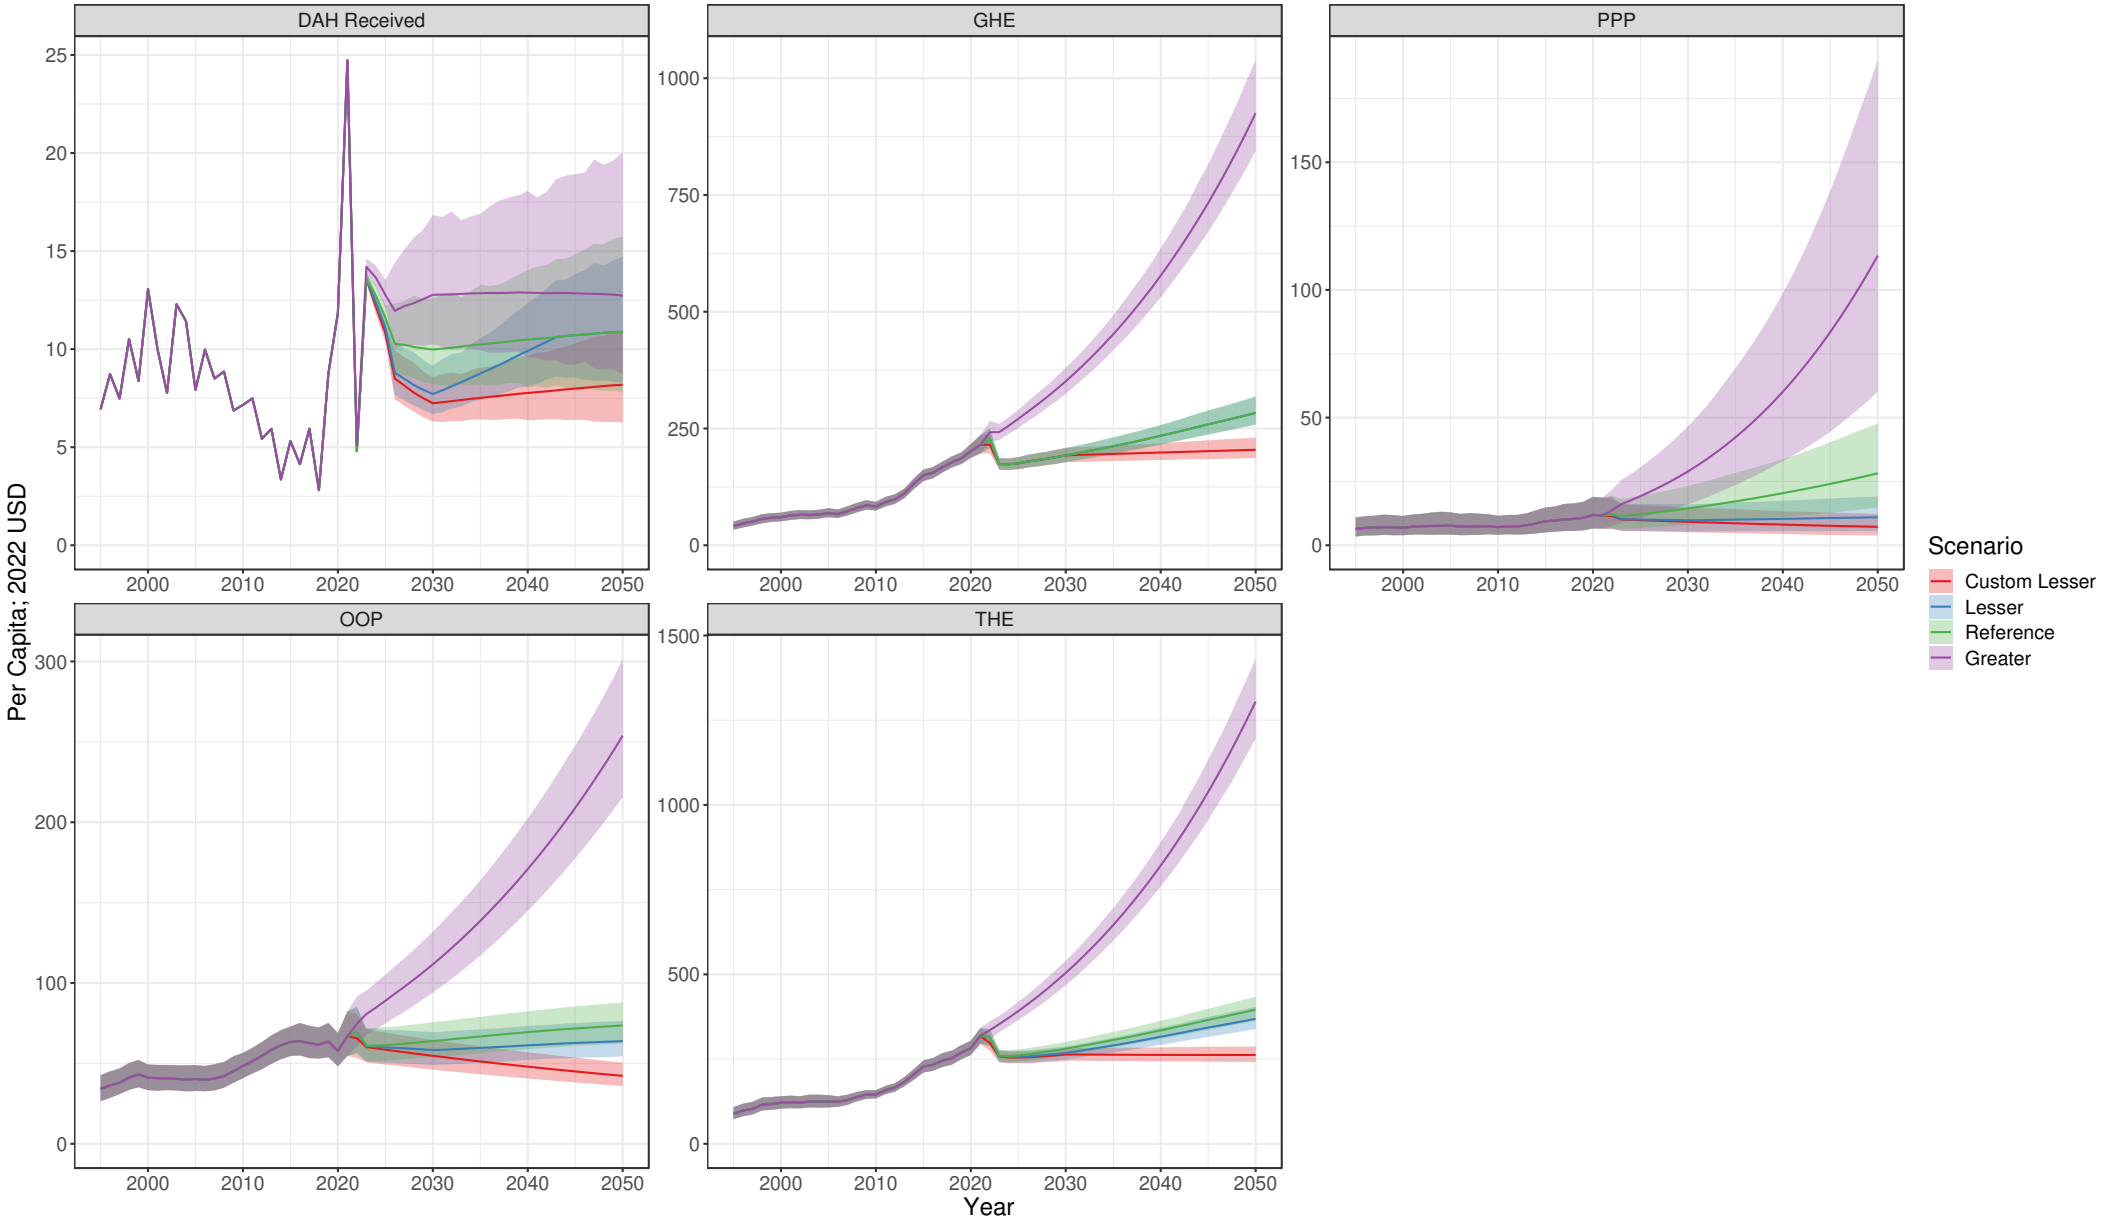 DAH Received
GHE
PPP
25
20
15
10
5
0
1000
750
500
250
0
150
100
50
0
2000 2010 2020 2030 2040 2050
2000 2010 2020 2030 2040 2050
2000 2010 2020 2030 2040 2050
OOP
THE
300
200
100
0
1500
1000
500
0
2000 2010 2020 2030 2040 2050
2000 2010 2020 2030 2040 2050
Per Capita; 2022 USD
Year
Scenario
Custom Lesser
Lesser
Reference
Greater